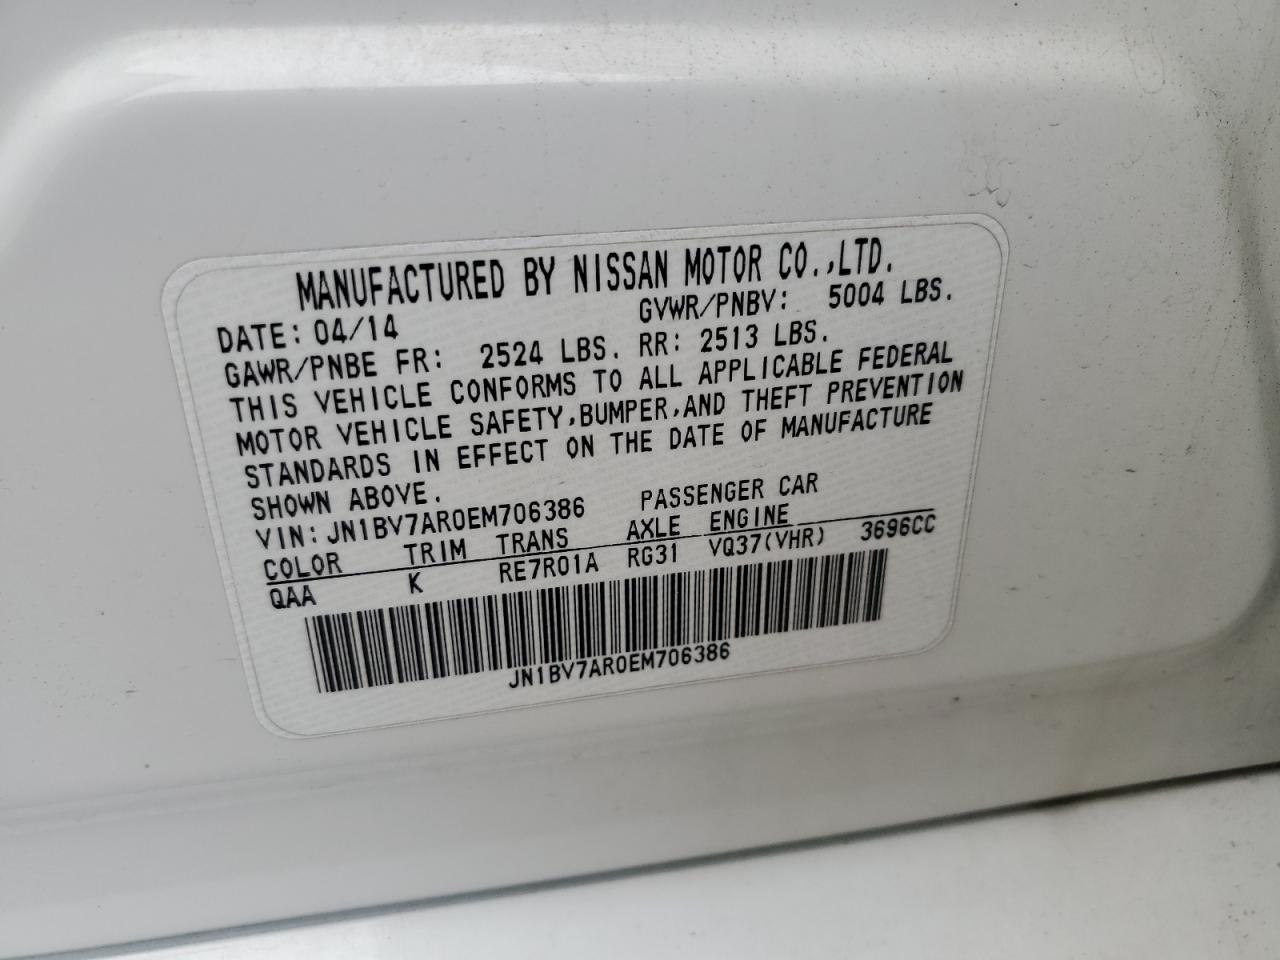 MANUFACTURED BY NISSAN MOTOR CO.,LTD.
DATE: 04/14 GVWR/PNBV: 5004 LBS.
GAWR/PNBE FR: 2524 LBS. RR: 2513 LBS.
THIS VEHICLE CONFORMS TO ALL APPLICABLE FEDERAL
MOTOR VEHICLE SAFETY,BUMPER,AND THEFT PREVENTION
STANDARDS IN EFFECT ON THE DATE OF MANUFACTURE
SHOWN ABOVE.
VIN: JN1BV7AR0EM706386 PASSENGER CAR
COLOR TRIM TRANS AXLE ENGINE
QAA K RE7R01A RG31 VQ37(VHR) 3696CC
JN1BV7AR0EM706386